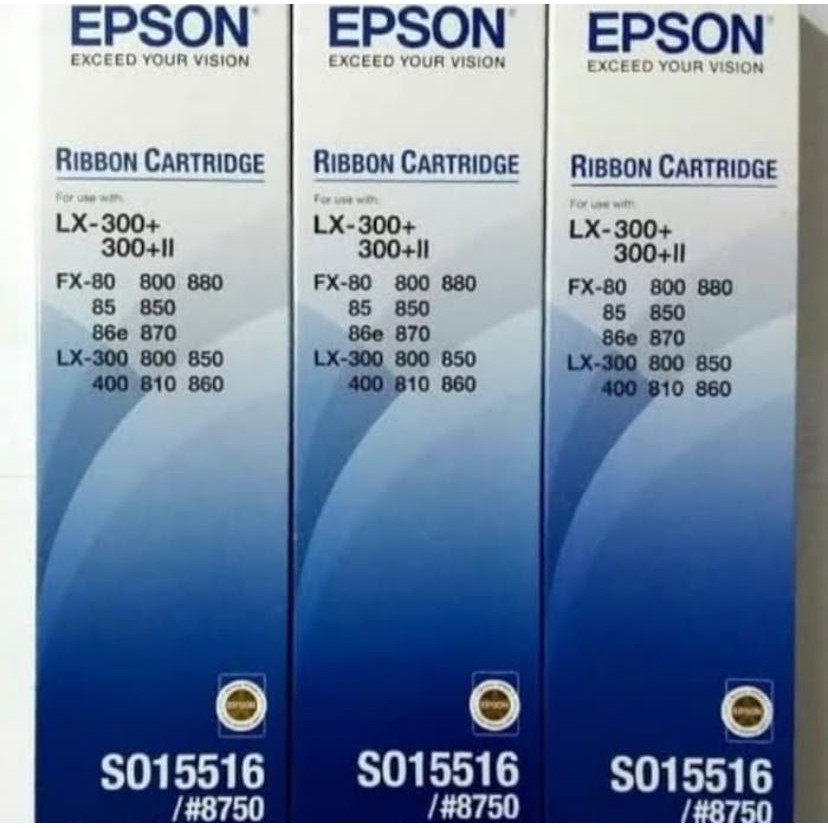 EPSON
EXCEED YOUR VISION
RIBBON CARTRIDGE
For use with:
LX-300+
300+II
FX-80 800 880
85 850
86e 870
LX-300 800 850
400 810 860
EPSON
SO15516
/#8750
EPSON
EXCEED YOUR VISION
RIBBON CARTRIDGE
For use with:
LX-300+
300+II
FX-80 800 880
85 850
86e 870
LX-300 800 850
400 810 860
EPSON
SO15516
/#8750
EPSON
EXCEED YOUR VISION
RIBBON CARTRIDGE
For use with:
LX-300+
300+II
FX-80 800 880
85 850
86e 870
LX-300 800 850
400 810 860
EPSON
SO15516
/#8750